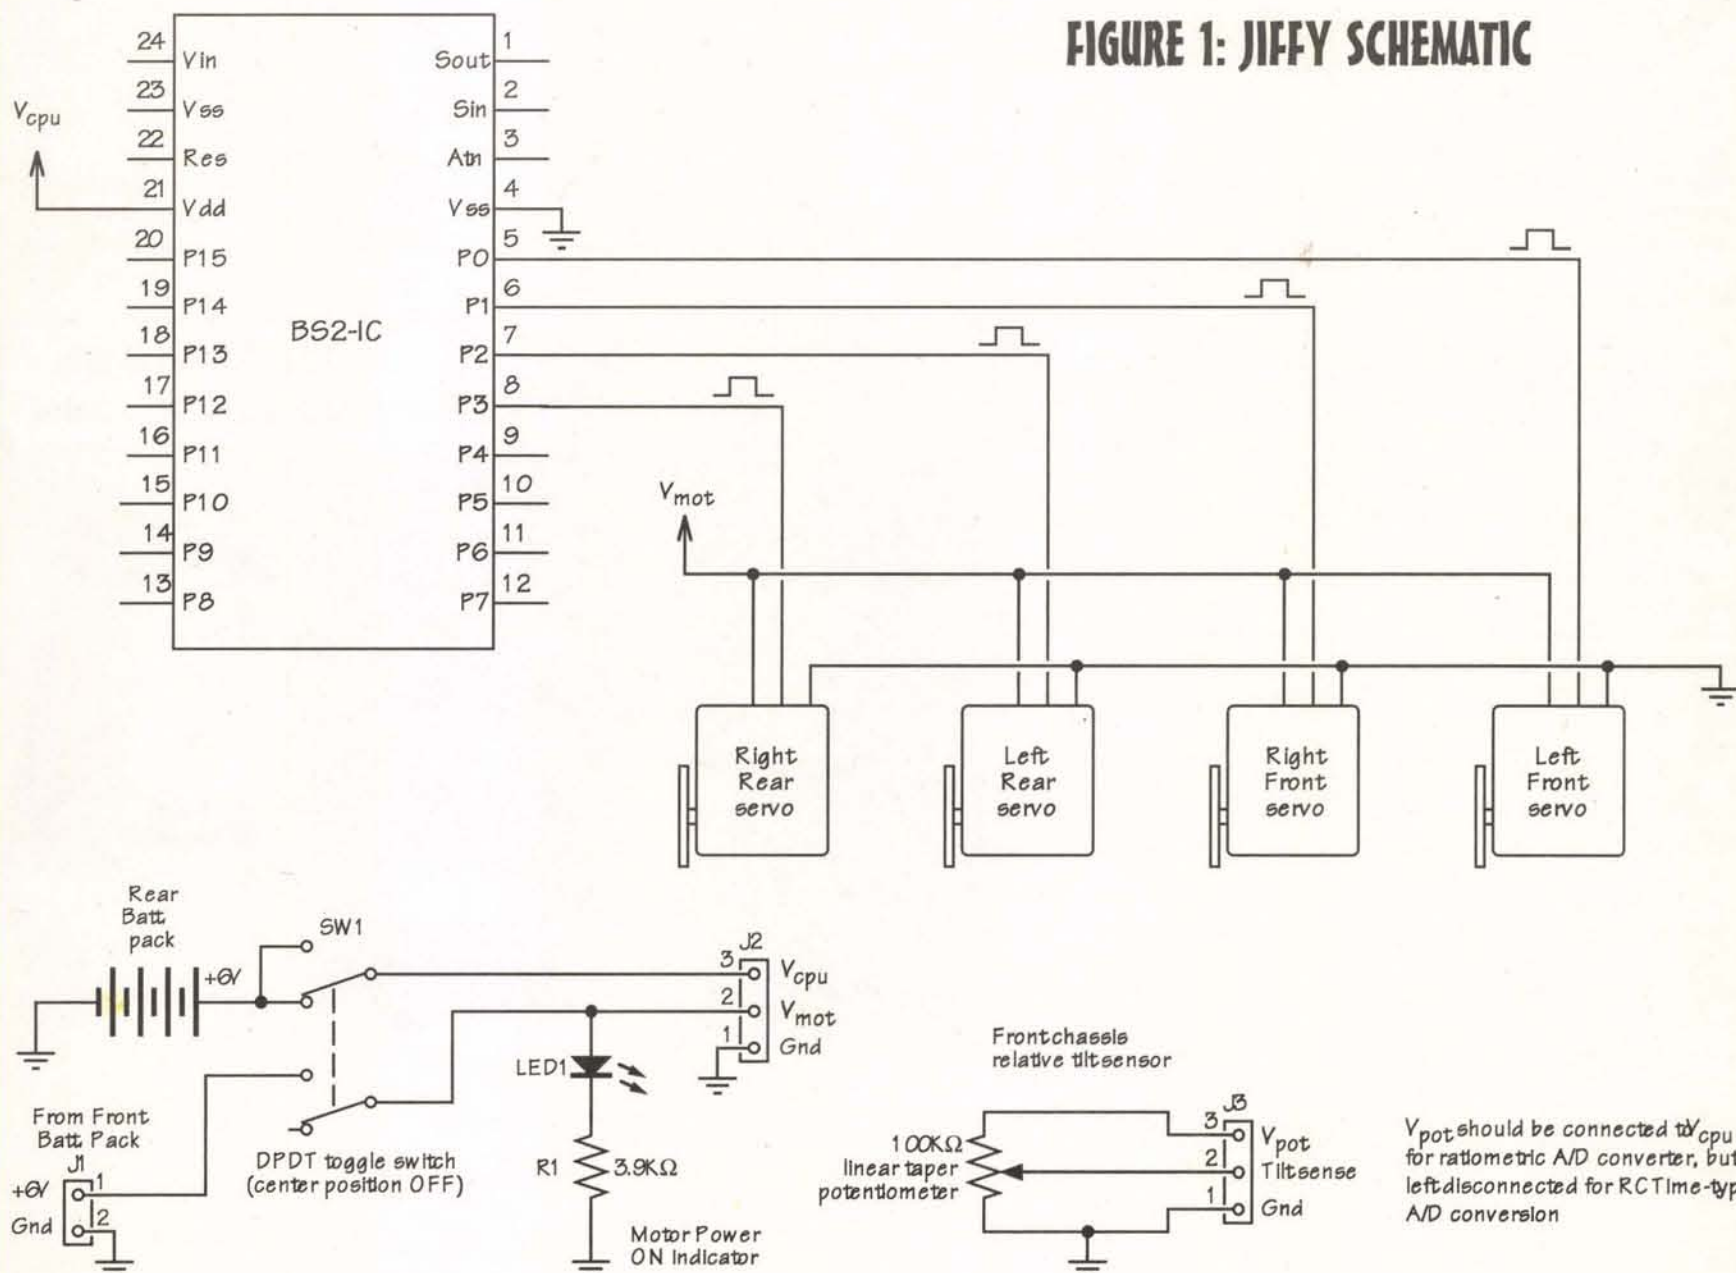 FIGURE 1: JIFFY SCHEMATIC
Vcpu
24 Vin
23 Vss
22 Res
21 Vdd
20 P15
19 P14
18 P13
17 P12
16 P11
15 P10
14 P9
13 P8
BS2-IC
Sout 1
Sin 2
Atn 3
Vss 4
P0 5
P1 6
P2 7
P3 8
P4 9
P5 10
P6 11
P7 12
Vmot
Right
Rear
servo
Left
Rear
servo
Right
Front
servo
Left
Front
servo
Rear
Batt
pack
+6V
SW1
From Front
Batt Pack
J1
+6V 1
Gnd 2
DPDT toggle switch
(center position OFF)
LED1
R1 3.9KΩ
Motor Power
ON Indicator
J2
3 Vcpu
2 Vmot
1 Gnd
Front chassis
relative tilt sensor
100KΩ
linear taper
potentiometer
J3
3 Vpot
2 Tiltsense
1 Gnd
Vpot should be connected to Vcpu
for ratiometric A/D converter, but
left disconnected for RCTime-typ
A/D conversion